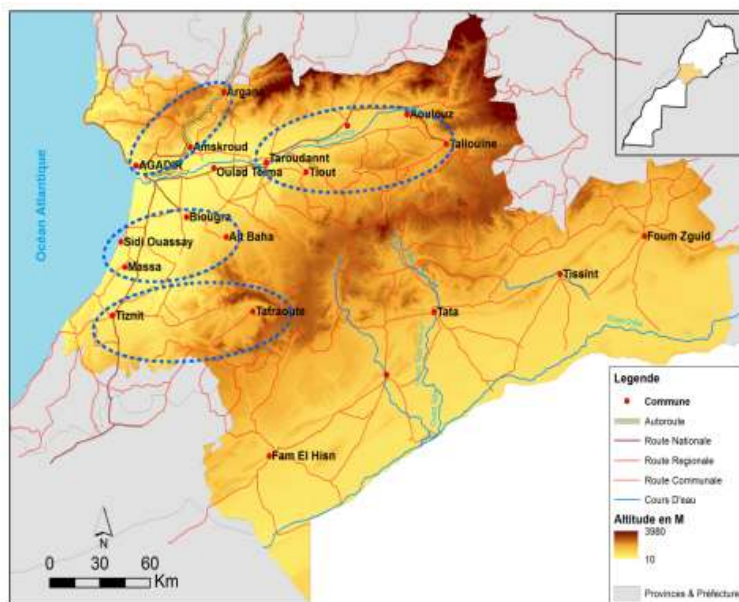 Argana
Aoulouz
Amskroud
Taliouine
AGADIR
Taroudannt
Oulad Teima
Tiout
Océan Atlantique
Biougra
Sidi Ouassay
Ait Baha
Foum Zguid
Massa
Tissint
Tiznit
Tafraoute
Tata
Fam El Hisn
Legende
Commune
Autoroute
Route Nationale
Route Regionale
Route Communale
Cours D'eau
Altitude en M
3980
10
Provinces & Préfecture
N
0 30 60
Km